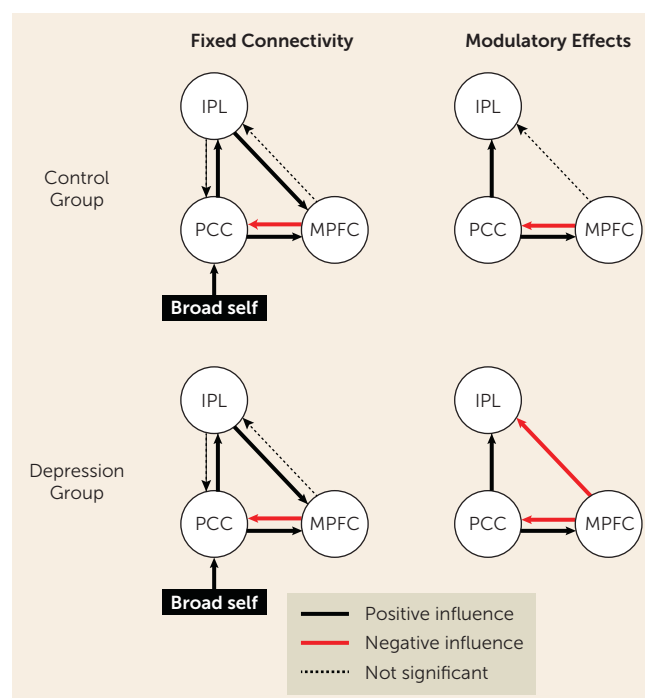 Fixed Connectivity
Modulatory Effects
Control
Group
IPL
PCC
MPFC
Broad self
IPL
PCC
MPFC
Depression
Group
IPL
PCC
MPFC
Broad self
IPL
PCC
MPFC
Positive influence
Negative influence
Not significant